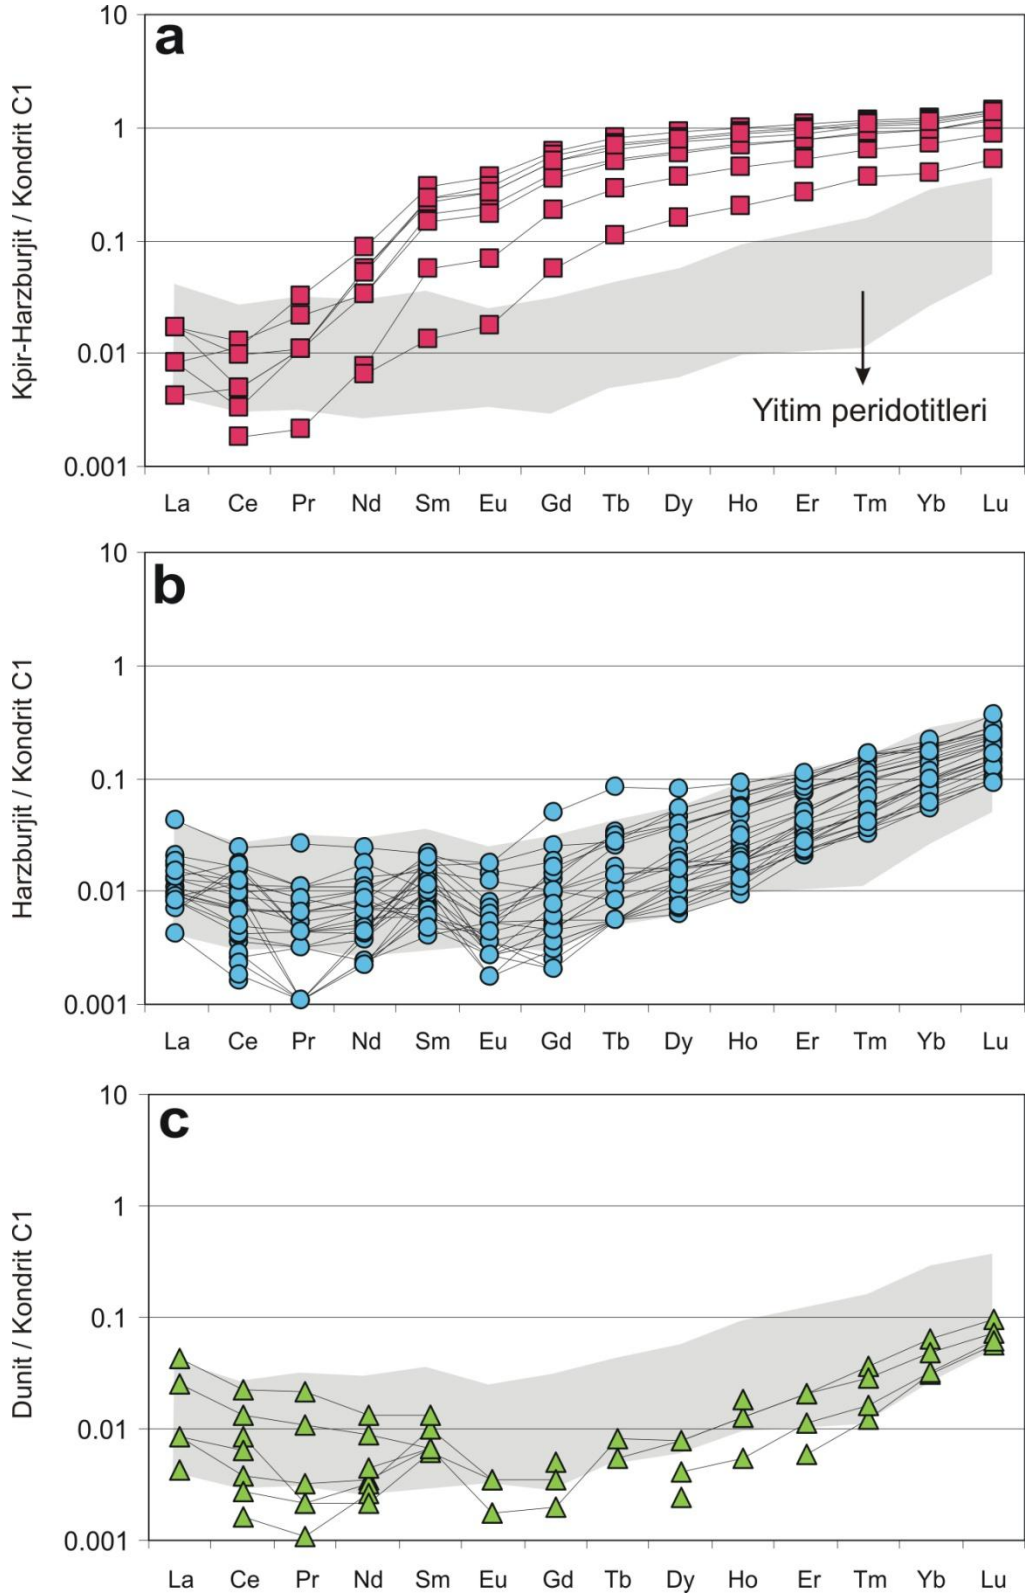 a
Kpir-Harzburjit / Kondrit C1
10
1
0.1
0.01
0.001
Yitim peridotitleri
La Ce Pr Nd Sm Eu Gd Tb Dy Ho Er Tm Yb Lu
b
Harzburjit / Kondrit C1
10
1
0.1
0.01
0.001
La Ce Pr Nd Sm Eu Gd Tb Dy Ho Er Tm Yb Lu
c
Dunit / Kondrit C1
10
1
0.1
0.01
0.001
La Ce Pr Nd Sm Eu Gd Tb Dy Ho Er Tm Yb Lu